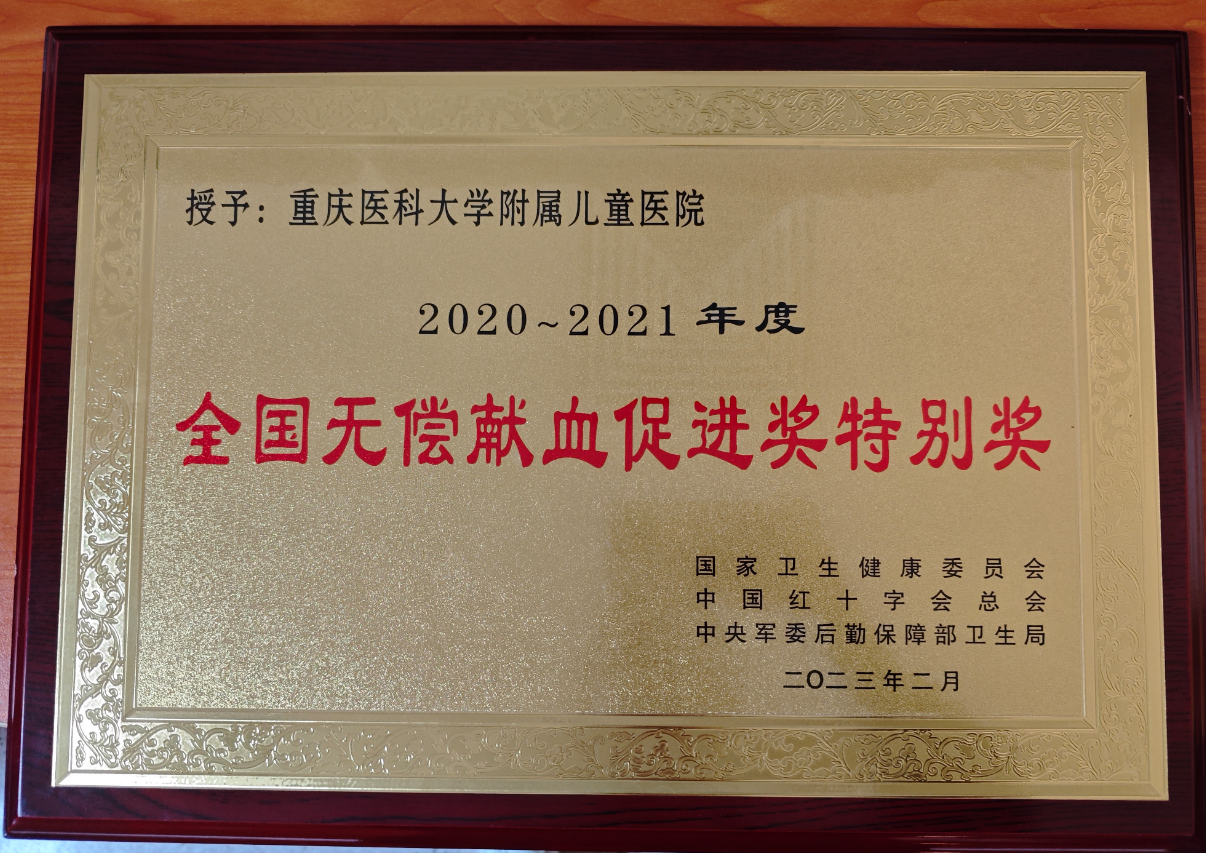 授予：重庆医科大学附属儿童医院
2020~2021年度
全国无偿献血促进奖特别奖
国家卫生健康委员会
中国红十字会总会
中央军委后勤保障部卫生局
二〇二三年二月